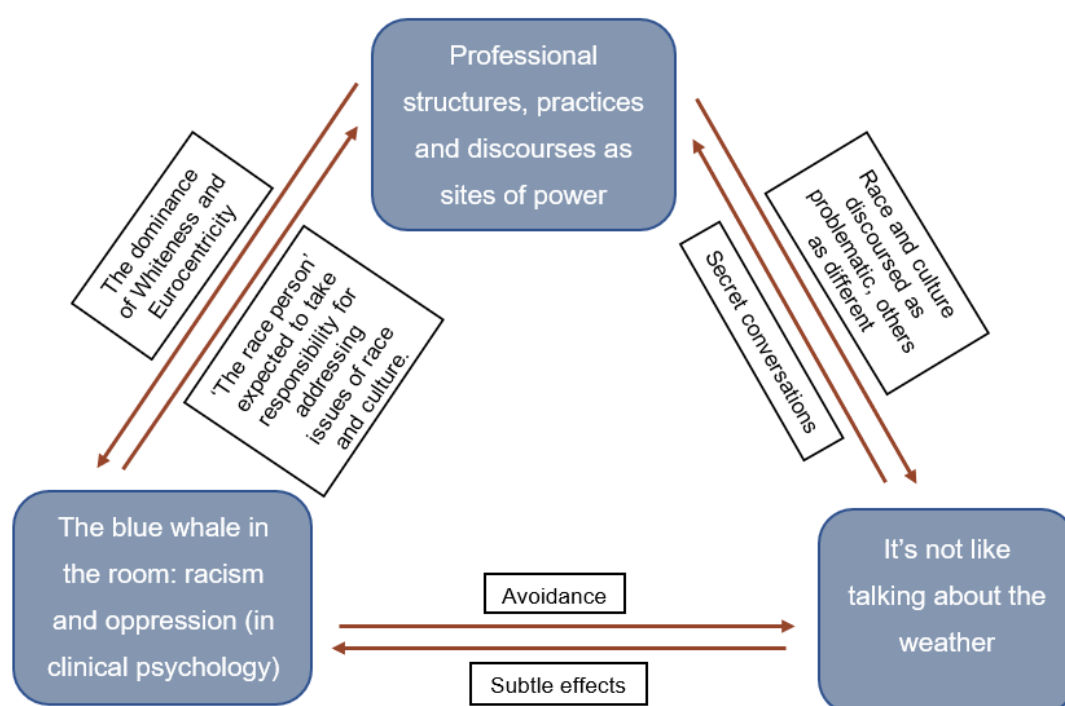 Professional
structures, practices
and discourses as
sites of power
The dominance
of Whiteness and
Eurocentricity
‘The race person’
expected to take
responsibility for
addressing
issues of race
and culture.
Secret conversations
Race and culture
discoursed as
problematic, others
as different
The blue whale in
the room: racism
and oppression (in
clinical psychology)
Avoidance
Subtle effects
It’s not like
talking about the
weather